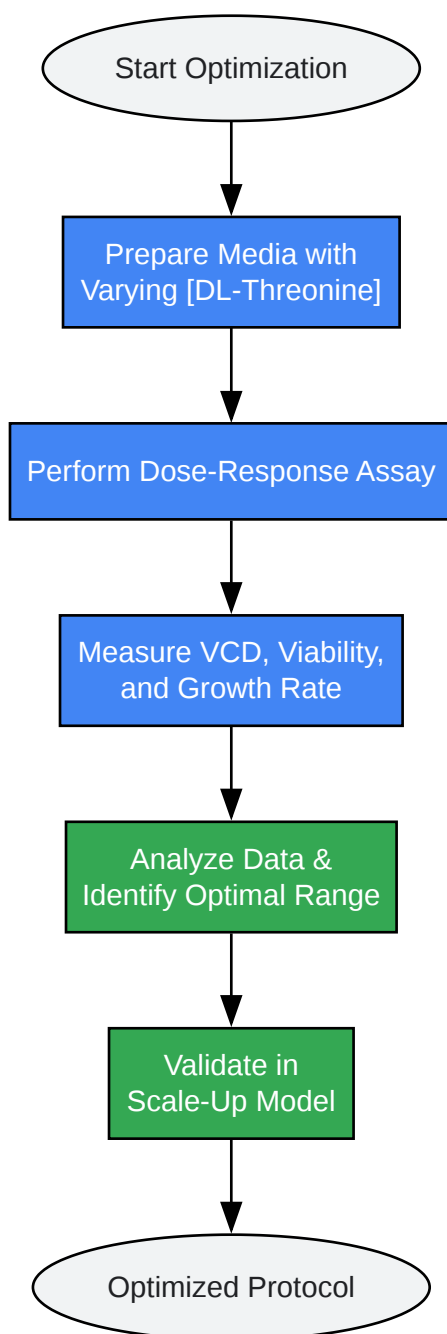 Start Optimization
Prepare Media with
Varying [DL-Threonine]
Perform Dose-Response Assay
Measure VCD, Viability,
and Growth Rate
Analyze Data &
Identify Optimal Range
Validate in
Scale-Up Model
Optimized Protocol